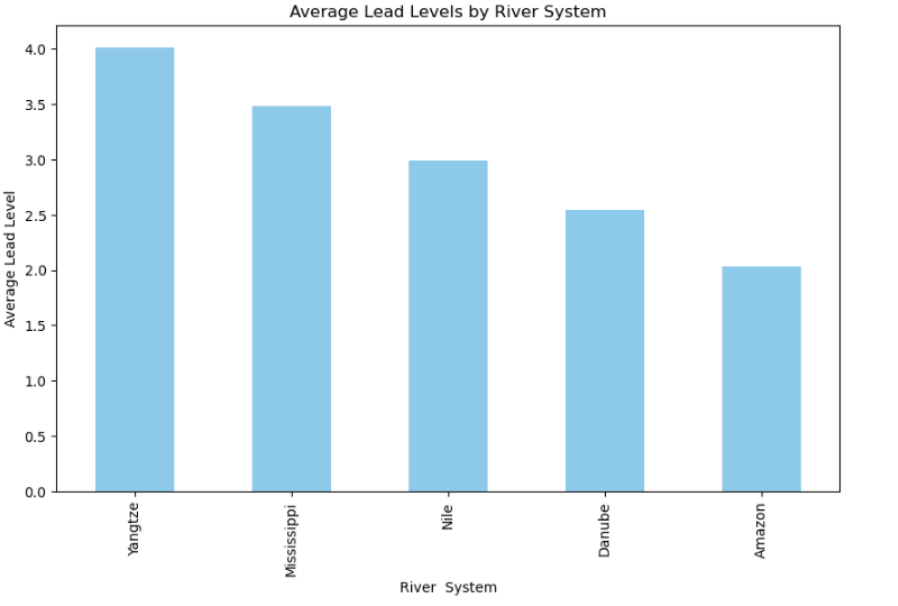 Average Lead Levels by River System
Average Lead Level
4.0
3.5
3.0
2.5
2.0
1.5
1.0
0.5
0.0
Yangtze
Mississippi
Nile
Danube
Amazon
River  System